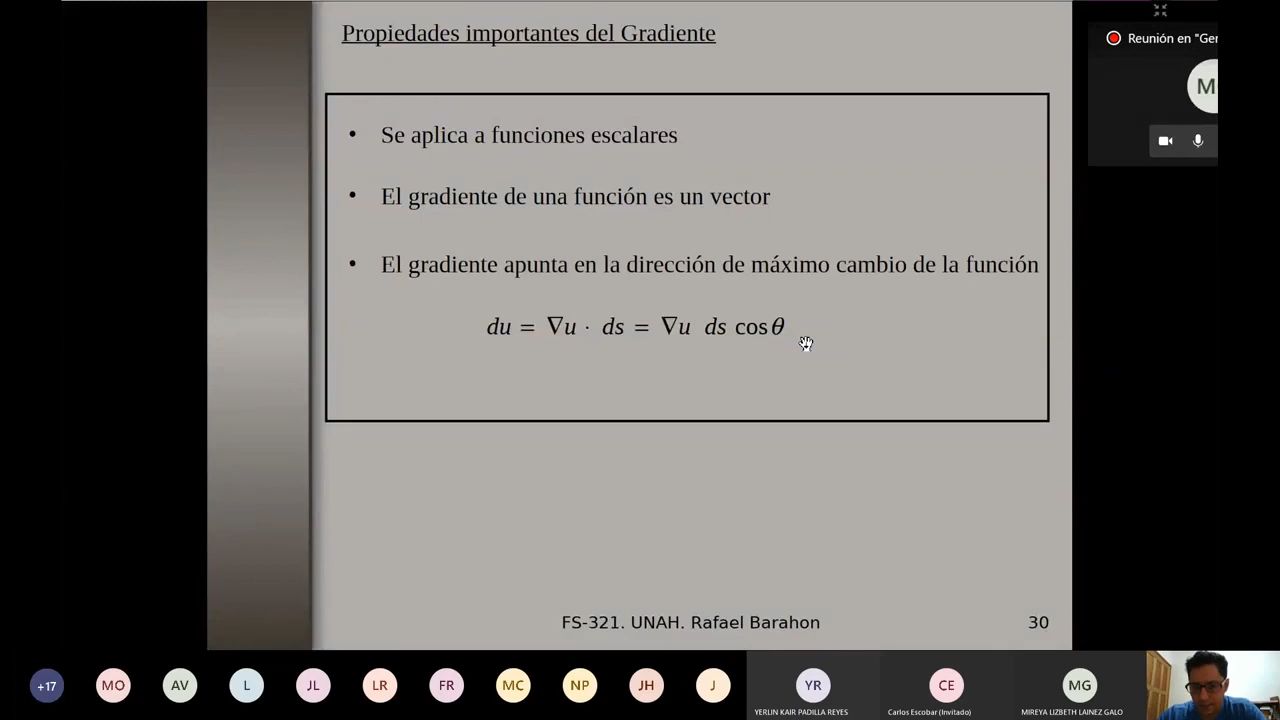 Propiedades importantes del Gradiente
Reunión en "Ger
M
• Se aplica a funciones escalares
• El gradiente de una función es un vector
• El gradiente apunta en la dirección de máximo cambio de la función
du = ∇u · ds = ∇u ds cos θ
FS-321. UNAH. Rafael Barahon 30
+17 MO AV L JL LR FR MC NP JH J YR CE MG
YERLIN KAIR PADILLA REYES Carlos Escobar (Invitado) MIREYA LIZBETH LAINEZ GALO